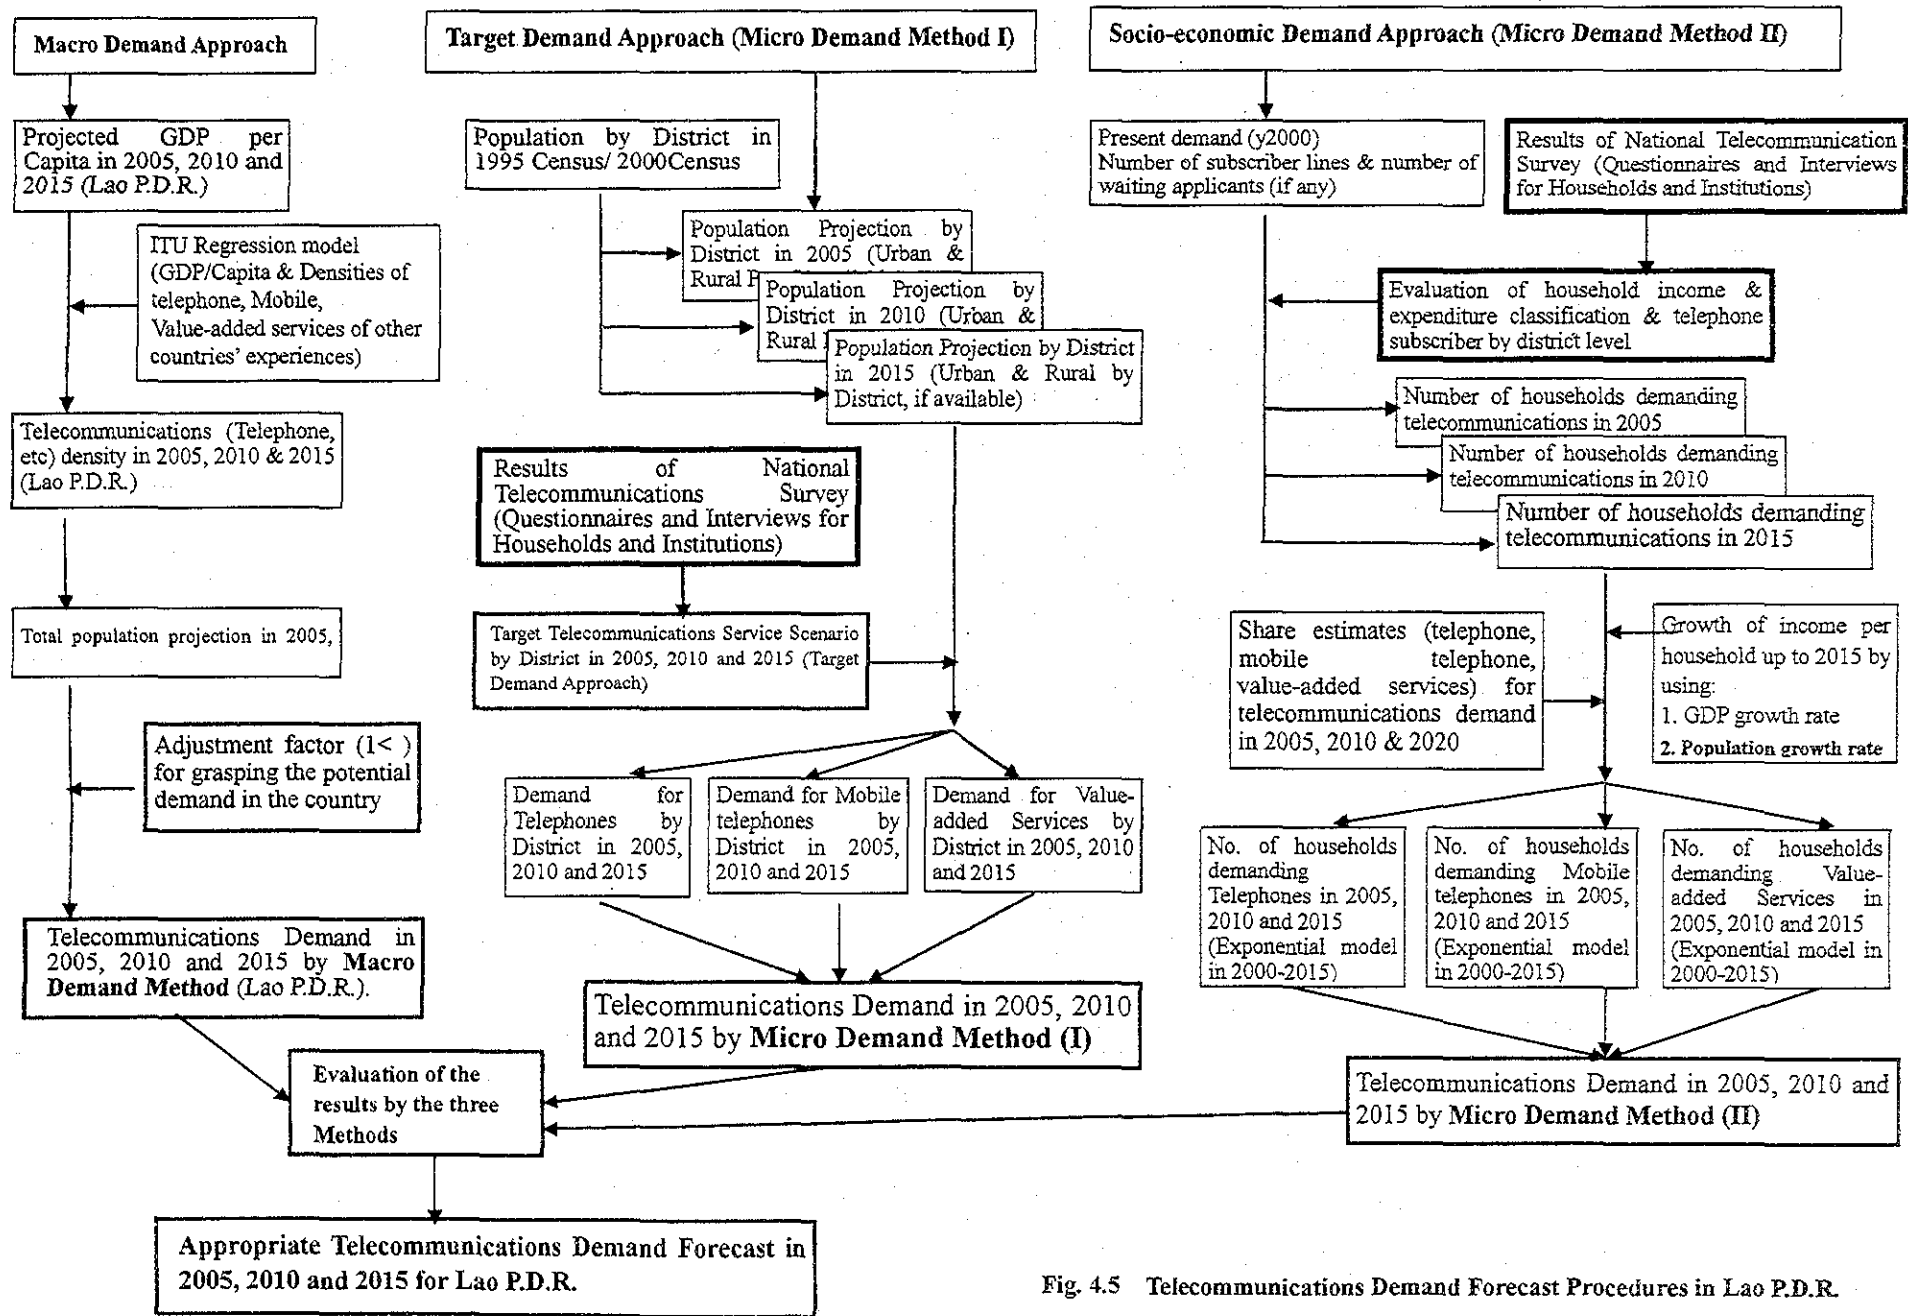 Macro Demand Approach
Projected GDP per
Capita in 2005, 2010 and
2015 (Lao P.D.R.)
ITU Regression model
(GDP/Capita & Densities of
telephone, Mobile,
Value-added services of other
countries' experiences)
Telecommunications (Telephone,
etc) density in 2005, 2010 & 2015
(Lao P.D.R.)
Total population projection in 2005,
Adjustment factor (1< )
for grasping the potential
demand in the country
Telecommunications Demand in
2005, 2010 and 2015 by Macro
Demand Method (Lao P.D.R.).
Target Demand Approach (Micro Demand Method I)
Population by District in
1995 Census/ 2000Census
Population Projection by
District in 2005 (Urban &
Rural
Population Projection by
District in 2010 (Urban &
Rural
Population Projection by District
in 2015 (Urban & Rural by
District, if available)
Results of National
Telecommunications Survey
(Questionnaires and Interviews for
Households and Institutions)
Target Telecommunications Service Scenario
by District in 2005, 2010 and 2015 (Target
Demand Approach)
Demand for
Telephones by
District in 2005,
2010 and 2015
Demand for Mobile
telephones by
District in 2005,
2010 and 2015
Demand for Value-
added Services by
District in 2005, 2010
and 2015
Telecommunications Demand in 2005, 2010
and 2015 by Micro Demand Method (I)
Socio-economic Demand Approach (Micro Demand Method II)
Present demand (y2000)
Number of subscriber lines & number of
waiting applicants (if any)
Results of National Telecommunication
Survey (Questionnaires and Interviews
for Households and Institutions)
Evaluation of household income &
expenditure classification & telephone
subscriber by district level
Number of households demanding
telecommunications in 2005
Number of households demanding
telecommunications in 2010
Number of households demanding
telecommunications in 2015
Share estimates (telephone,
mobile telephone,
value-added services) for
telecommunications demand
in 2005, 2010 & 2020
Growth of income per
household up to 2015 by
using:
1. GDP growth rate
2. Population growth rate
No. of households
demanding
Telephones in 2005,
2010 and 2015
(Exponential model
in 2000-2015)
No. of households
demanding Mobile
telephones in 2005,
2010 and 2015
(Exponential model
in 2000-2015)
No. of households
demanding Value-
added Services in
2005, 2010 and 2015
(Exponential model in
2000-2015)
Telecommunications Demand in 2005, 2010 and
2015 by Micro Demand Method (II)
Evaluation of the
results by the three
Methods
Appropriate Telecommunications Demand Forecast in
2005, 2010 and 2015 for Lao P.D.R.
Fig. 4.5 Telecommunications Demand Forecast Procedures in Lao P.D.R.